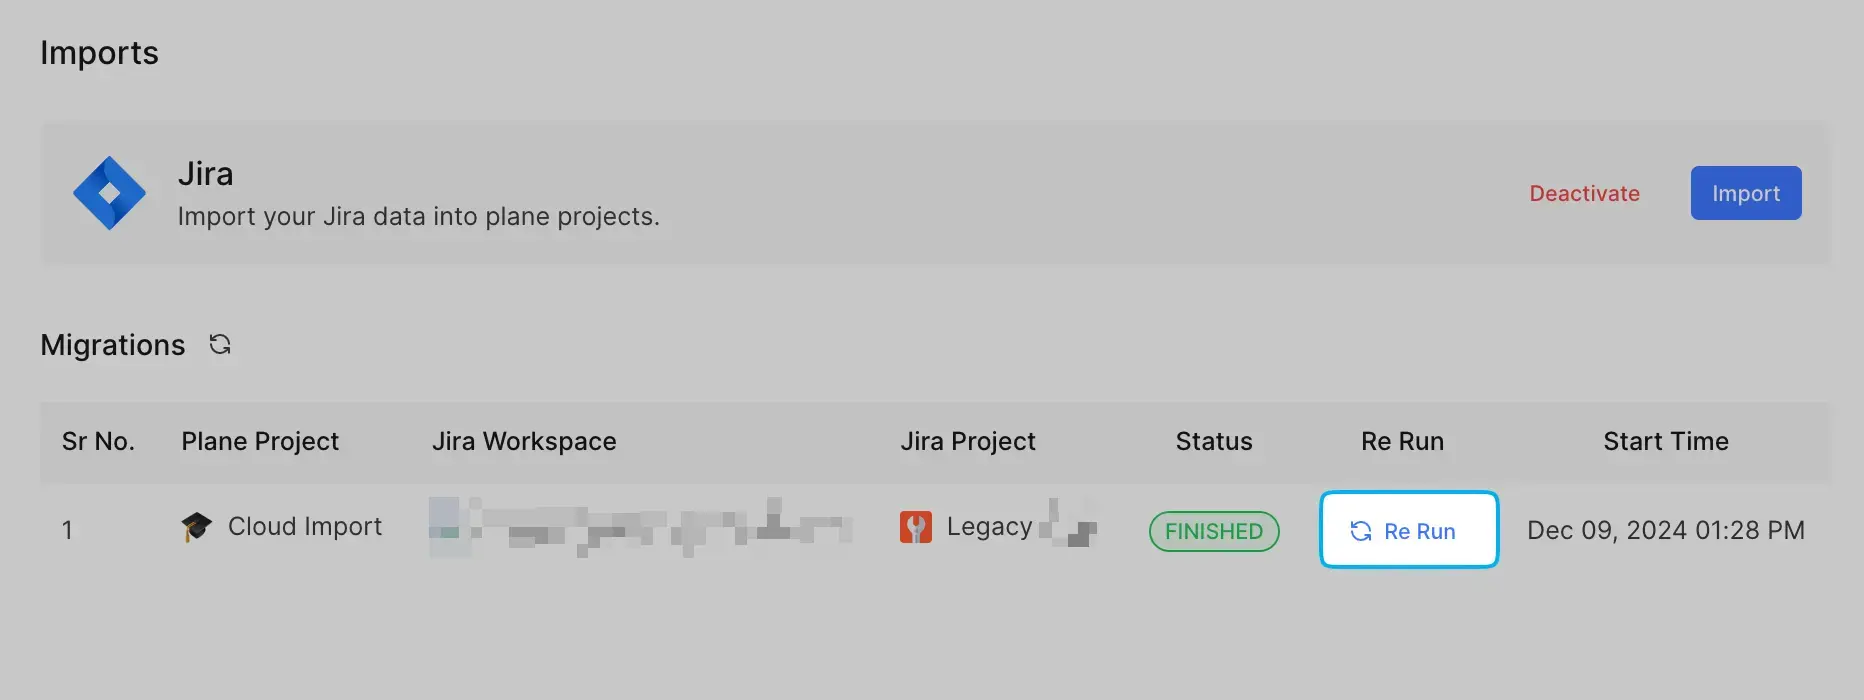 Imports
Jira
Import your Jira data into plane projects.
Deactivate
Import
Migrations
Sr No. Plane Project Jira Workspace Jira Project Status Re Run Start Time
1 Cloud Import Legacy FINISHED Re Run Dec 09, 2024 01:28 PM